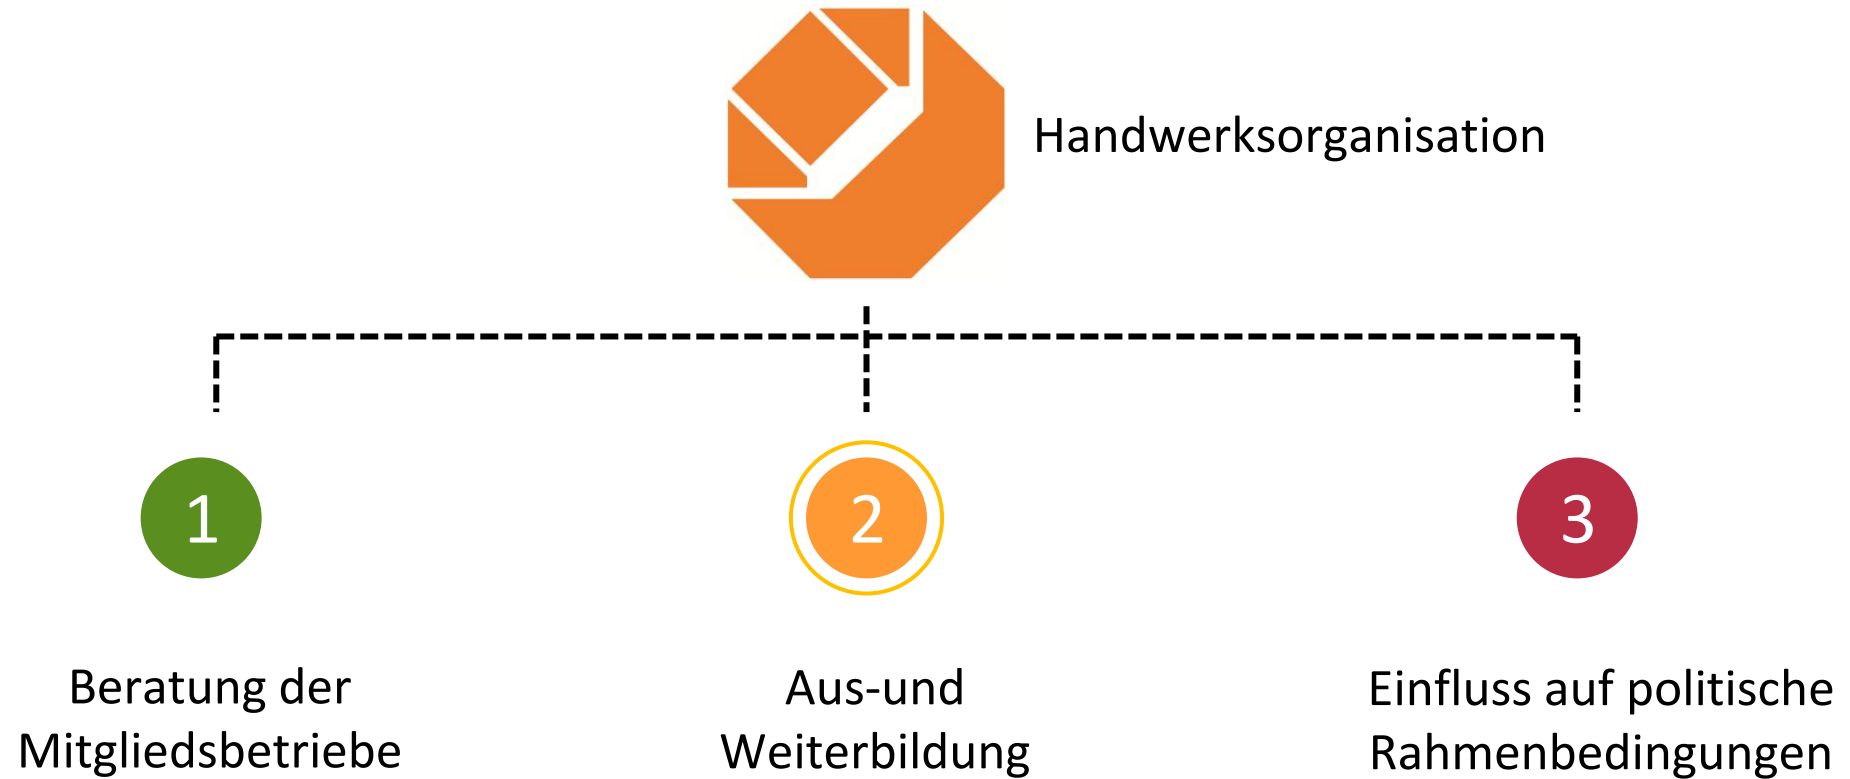 Handwerksorganisation
1
2
3
Beratung der
Mitgliedsbetriebe
Aus-und
Weiterbildung
Einfluss auf politische
Rahmenbedingungen